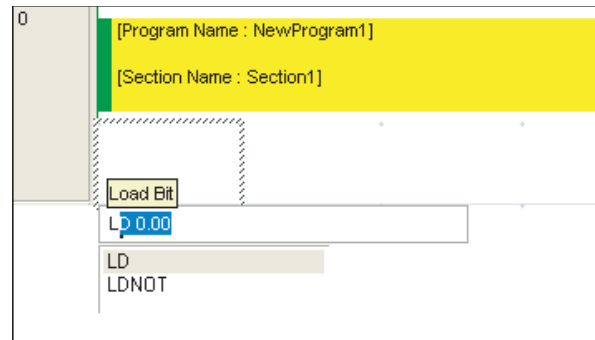 0
[Program Name : NewProgram1]
[Section Name : Section1]
Load Bit
LD 0.00
LD
LDNOT